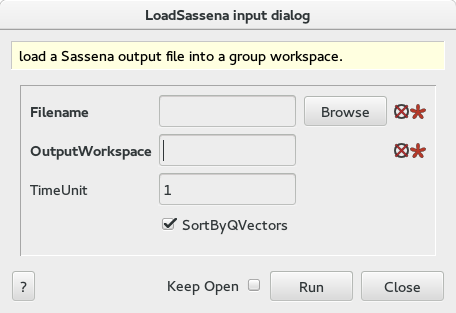 LoadSassena input dialog
load a Sassena output file into a group workspace.
Filename Browse
OutputWorkspace
TimeUnit 1
SortByQVectors
? Keep Open Run Close